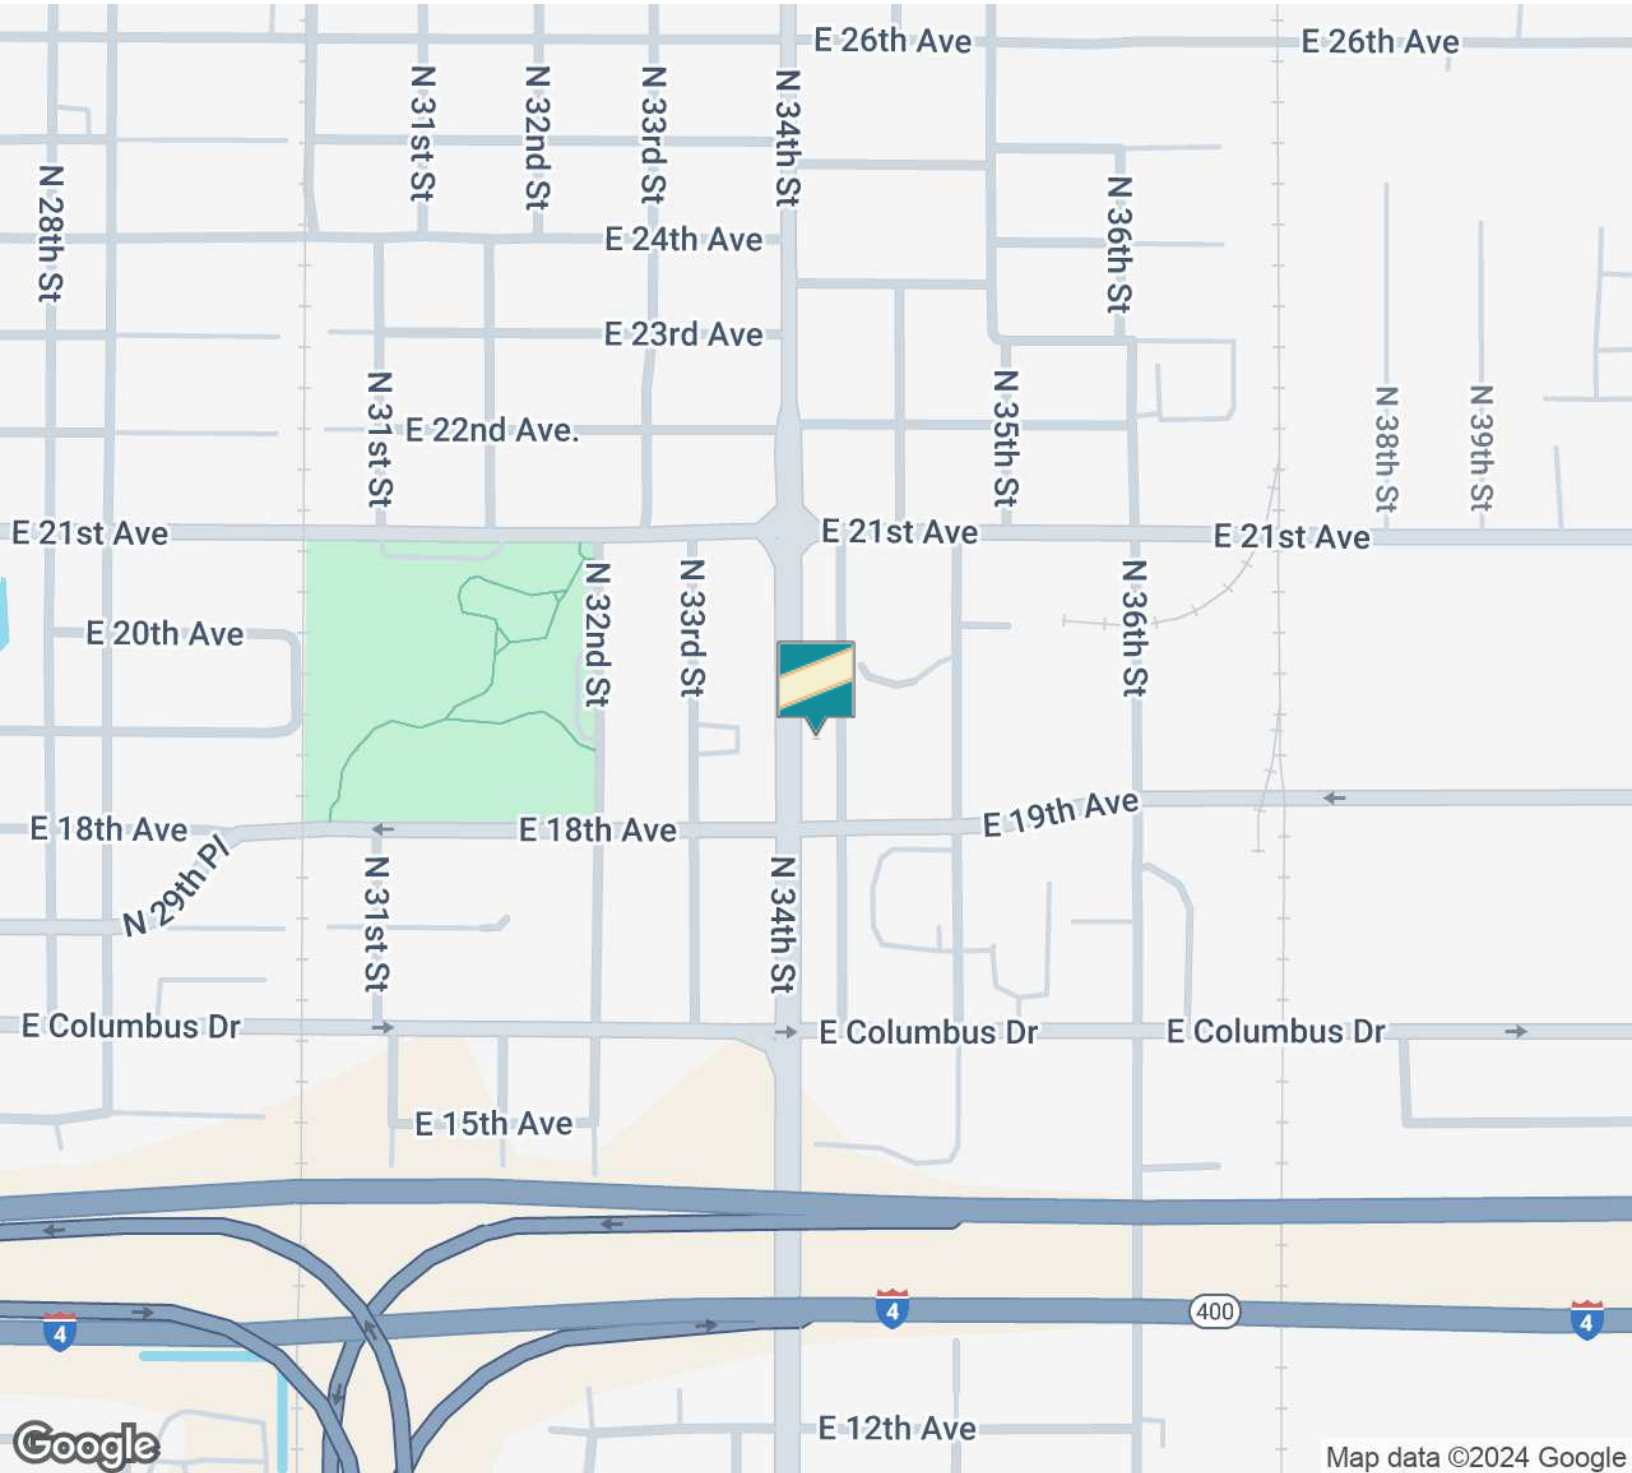 E 26th Ave
E 26th Ave
N 31st St
N 32nd St
N 33rd St
N 34th St
N 28th St
N 36th St
E 24th Ave
E 23rd Ave
N 31st St
E 22nd Ave.
N 35th St
N 38th St
N 39th St
E 21st Ave
E 21st Ave
E 21st Ave
N 32nd St
N 33rd St
N 36th St
E 20th Ave
E 19th Ave
E 18th Ave
E 18th Ave
N 29th Pl
N 31st St
N 34th St
E Columbus Dr
E Columbus Dr
E Columbus Dr
E 15th Ave
4
4
400
4
E 12th Ave
Google
Map data ©2024 Google